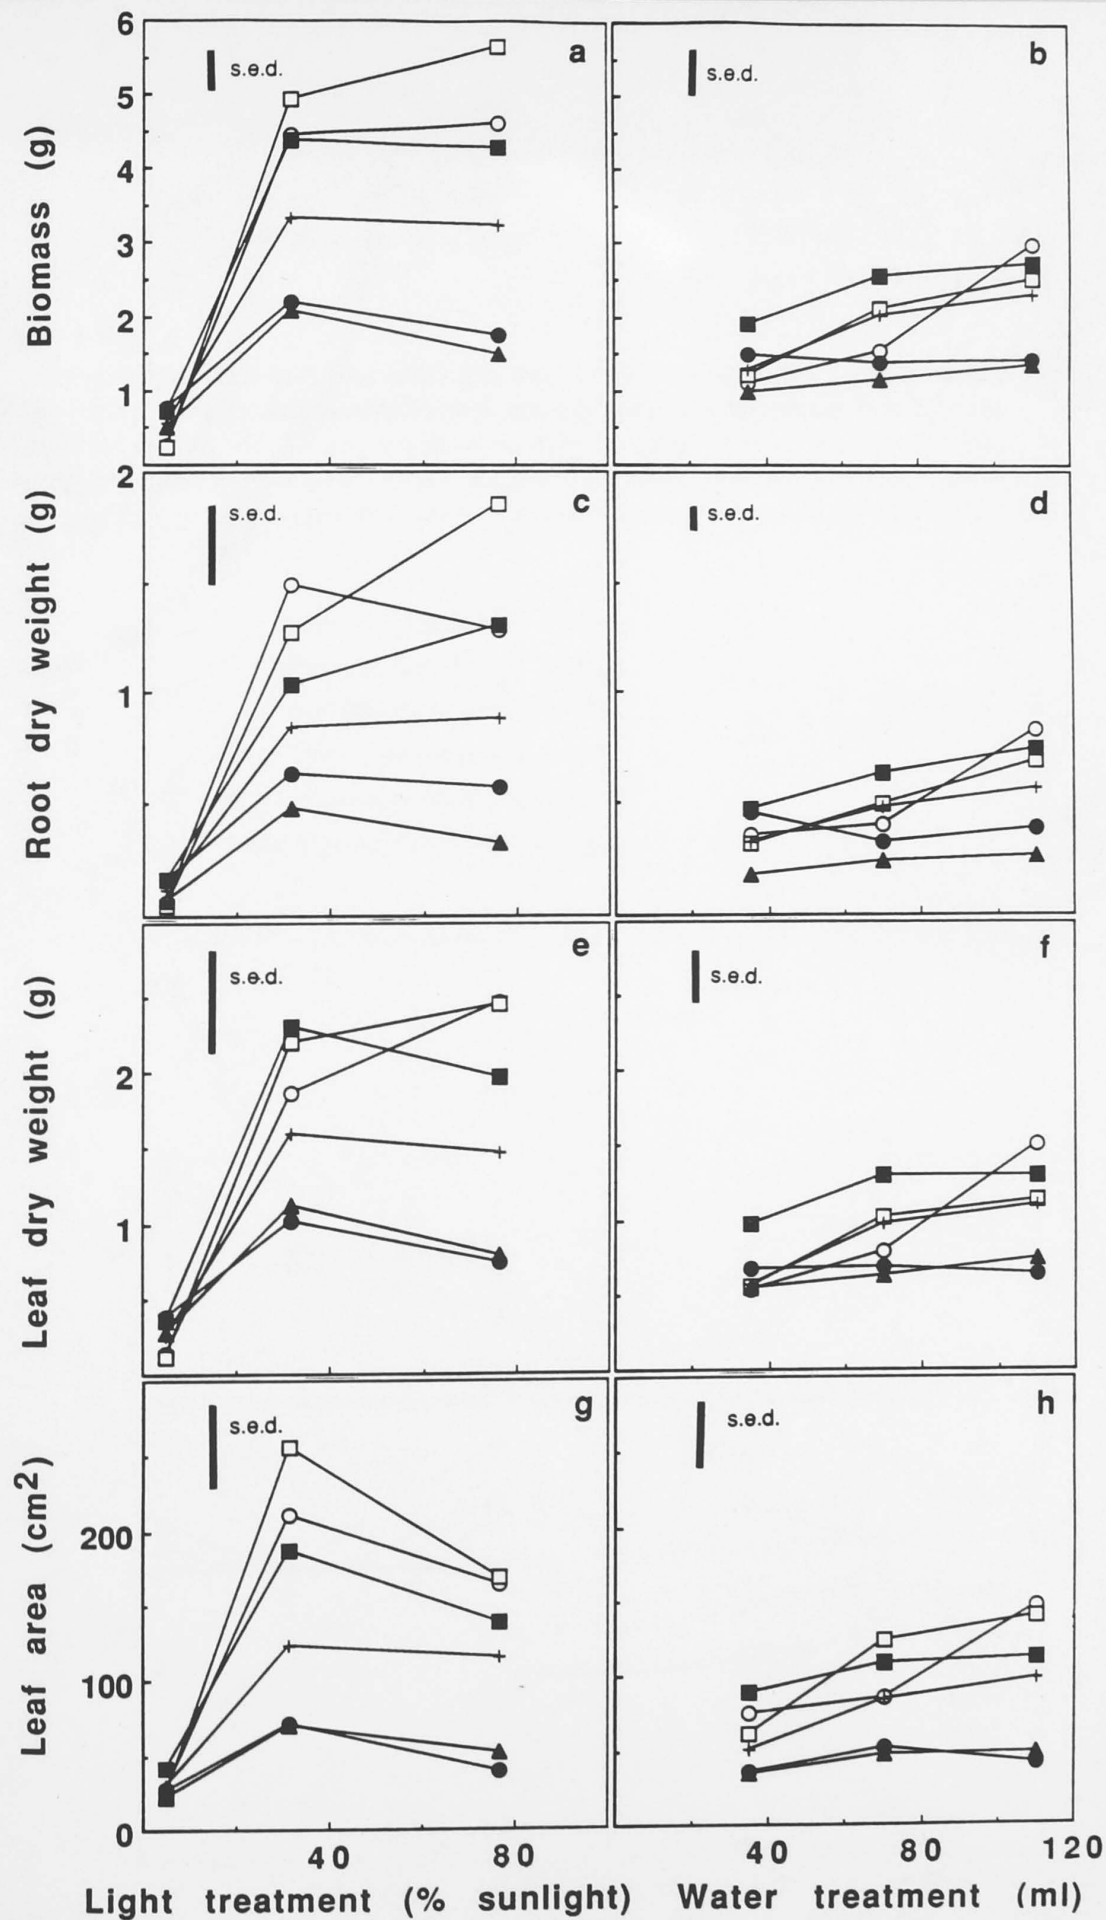 6
a
b
s.e.d.
s.e.d.
5
4
3
2
1
Biomass (g)
2
c
d
s.e.d.
s.e.d.
1
Root dry weight (g)
e
f
s.e.d.
s.e.d.
2
1
Leaf dry weight (g)
g
h
s.e.d.
s.e.d.
200
100
0
Leaf area (cm2)
40 80
40 80 120
Light treatment (% sunlight)
Water treatment (ml)